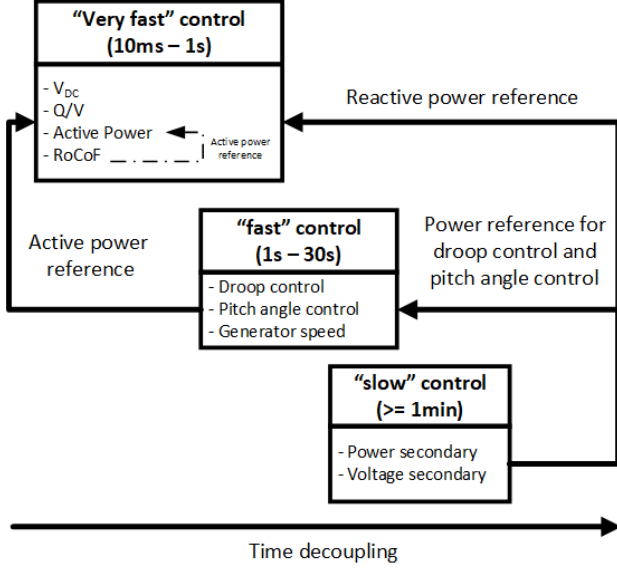 “Very fast” control
(10ms – 1s)
- VDC
- Q/V
- Active Power
- RoCoF
Active power
reference
Reactive power reference
Active power
reference
“fast” control
(1s – 30s)
- Droop control
- Pitch angle control
- Generator speed
Power reference for
droop control and
pitch angle control
“slow” control
(>= 1min)
- Power secondary
- Voltage secondary
Time decoupling